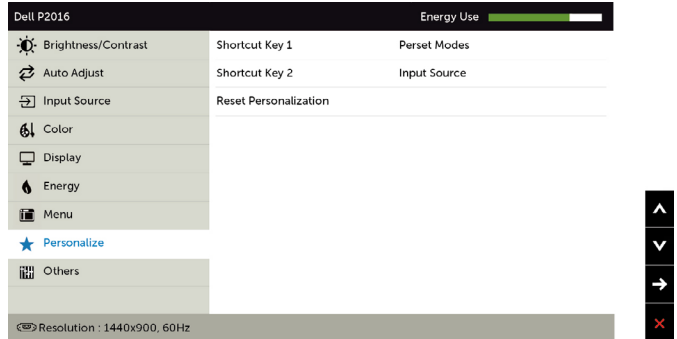 Dell P2016 Energy Use
Brightness/Contrast Shortcut Key 1 Perset Modes
Auto Adjust Shortcut Key 2 Input Source
Input Source Reset Personalization
Color
Display
Energy
Menu
Personalize
Others
Resolution : 1440x900, 60Hz